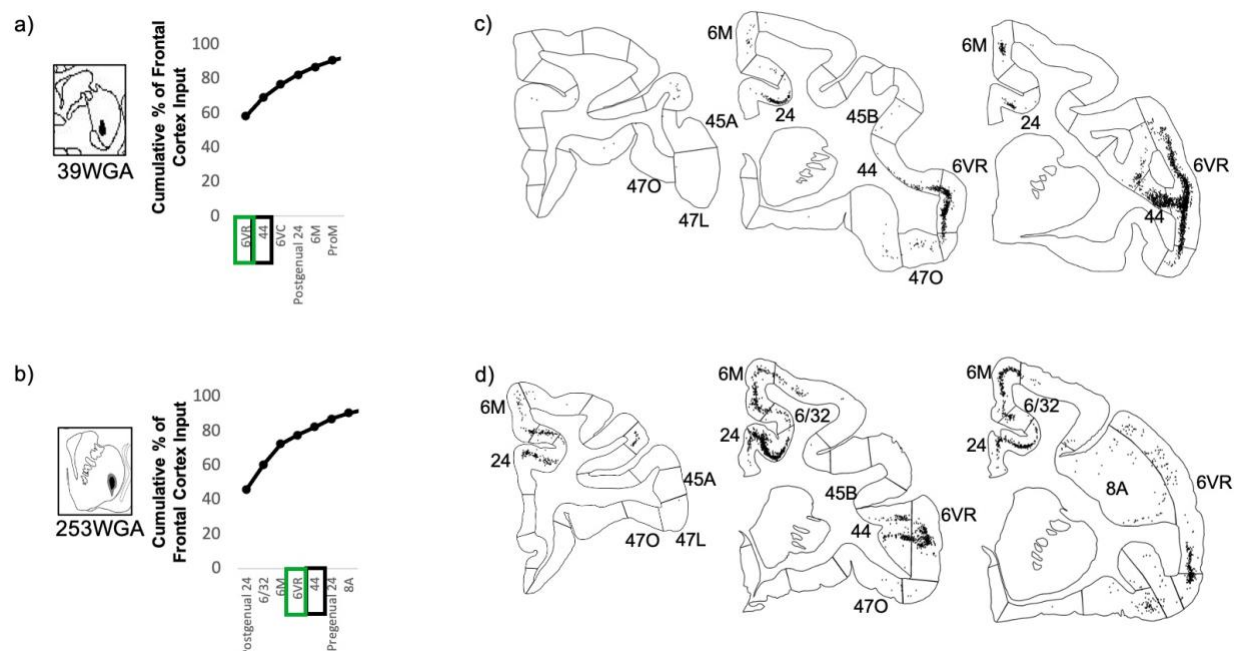 a)
39WGA
Cumulative % of Frontal
Cortex Input
100
80
60
40
20
0
6VR
44
6VC
Postgenual 24
6M
ProM
b)
253WGA
Cumulative % of
Frontal Cortex Input
100
80
60
40
20
0
Postgenual 24
6/32
6M
6VR
44
Pregenual 24
8A
c)
47O
45A
47L
6M
24
45B
44
6VR
47O
6M
24
6VR
44
d)
6M
24
45A
47O
47L
6M
6/32
24
45B
44
6VR
47O
6M
6/32
24
8A
6VR